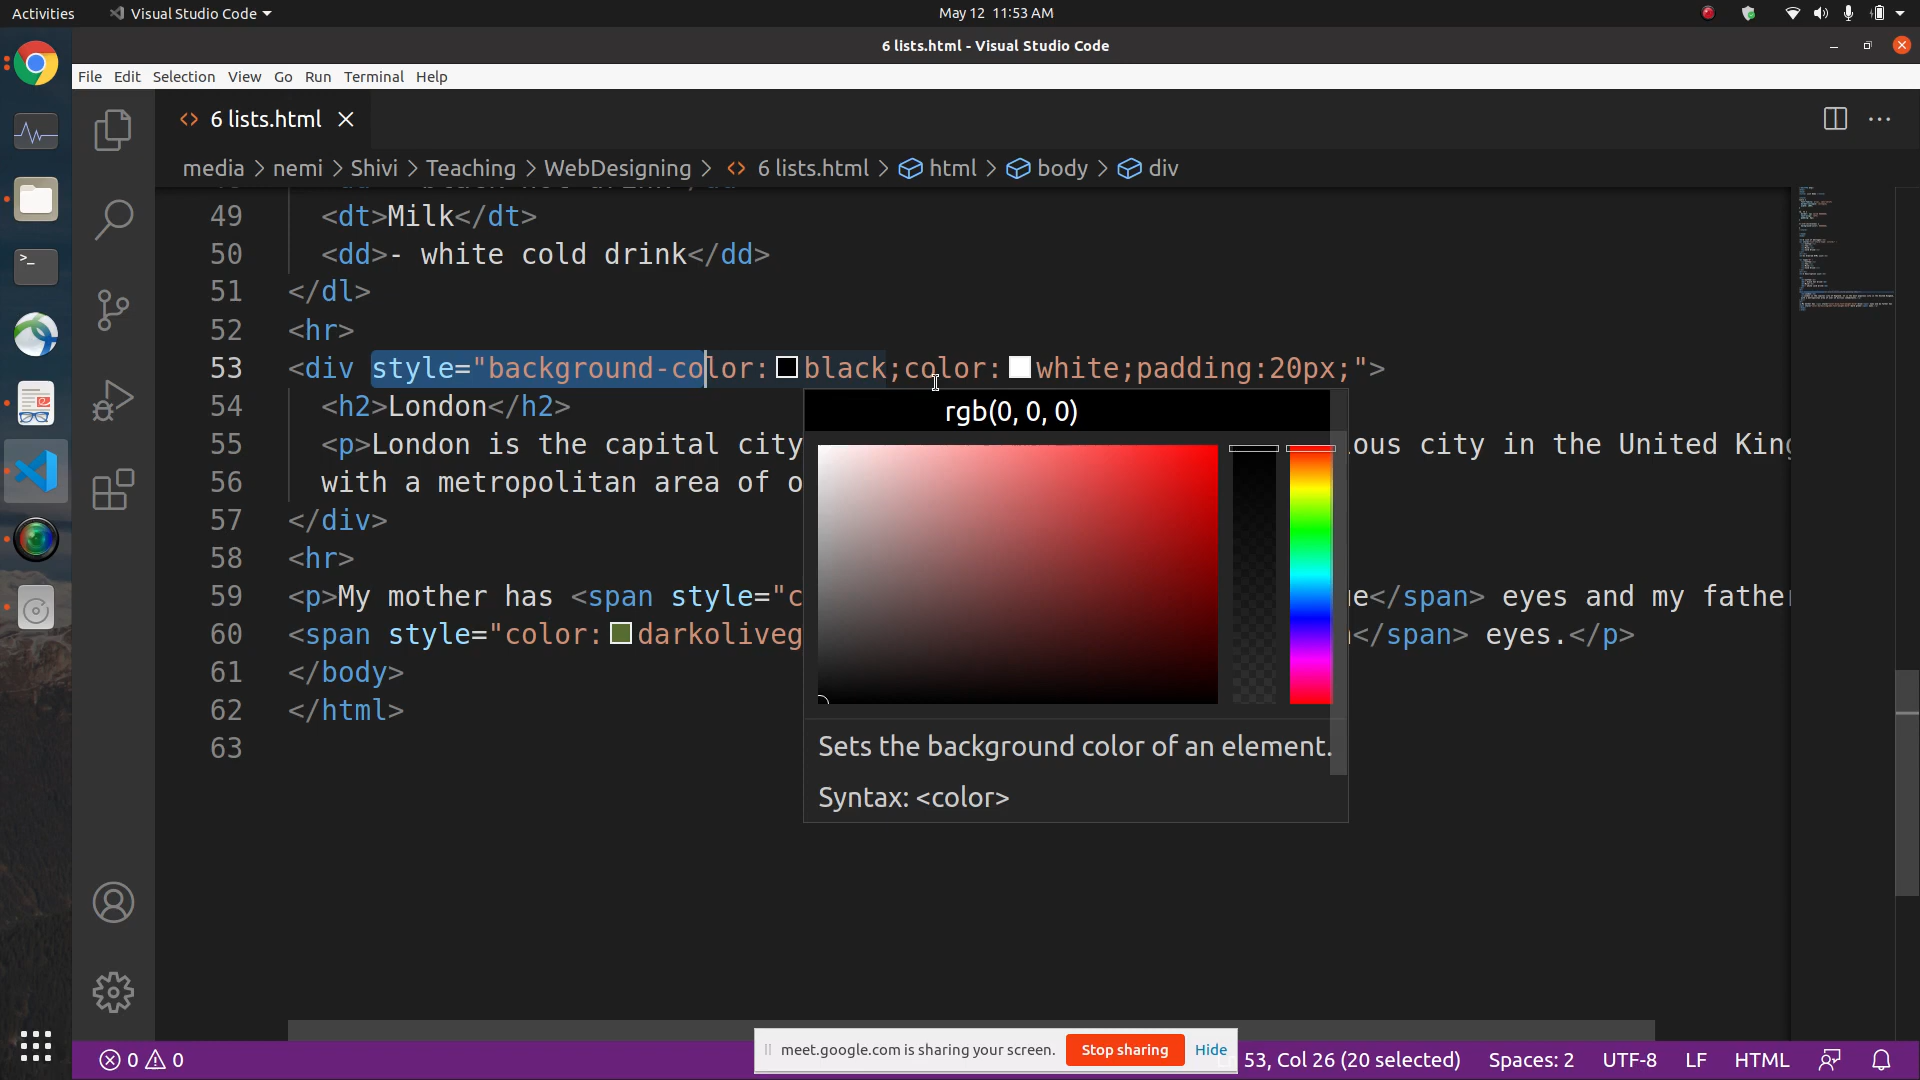 Activities Visual Studio Code May 12 11:53 AM
6 lists.html - Visual Studio Code
File Edit Selection View Go Run Terminal Help
6 lists.html
media > nemi > Shivi > Teaching > WebDesigning > 6 lists.html > html > body > div
49 <dt>Milk</dt>
50 <dd>- white cold drink</dd>
51 </dl>
52 <hr>
53 <div style="background-color:black;color:white;padding:20px;">
54 <h2>London</h2>
rgb(0, 0, 0)
55 <p>London is the capital city ous city in the United King
56 with a metropolitan area of o
57 </div>
58 <hr>
59 <p>My mother has <span style="c e</span> eyes and my father
60 <span style="color:darkoliveg </span> eyes.</p>
61 </body>
62 </html>
63
Sets the background color of an element.
Syntax: <color>
meet.google.com is sharing your screen. Stop sharing Hide
0 0 53, Col 26 (20 selected) Spaces: 2 UTF-8 LF HTML